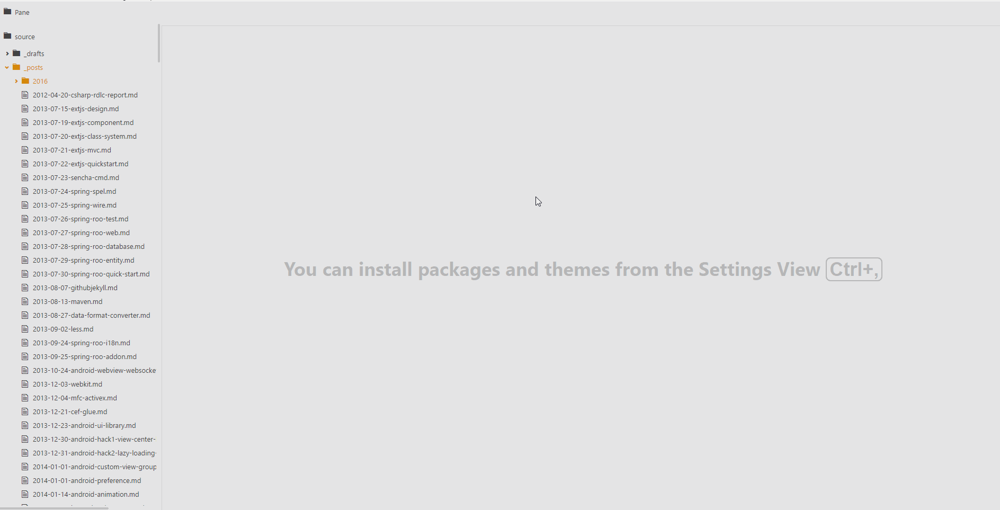 Pane
source
_drafts
_posts
2016
2012-04-20-csharp-rdlc-report.md
2013-07-15-extjs-design.md
2013-07-19-extjs-component.md
2013-07-20-extjs-class-system.md
2013-07-21-extjs-mvc.md
2013-07-22-extjs-quickstart.md
2013-07-23-sencha-cmd.md
2013-07-24-spring-spel.md
2013-07-25-spring-wire.md
2013-07-26-spring-roo-test.md
2013-07-27-spring-roo-web.md
2013-07-28-spring-roo-database.md
2013-07-29-spring-roo-entity.md
2013-07-30-spring-roo-quick-start.md
2013-08-07-githubjekyll.md
2013-08-13-maven.md
2013-08-27-data-format-converter.md
2013-09-02-less.md
2013-09-24-spring-roo-i18n.md
2013-09-25-spring-roo-addon.md
2013-10-24-android-webview-websocke
2013-12-03-webkit.md
2013-12-04-mfc-activex.md
2013-12-21-cef-glue.md
2013-12-23-android-ui-library.md
2013-12-30-android-hack1-view-center-
2013-12-31-android-hack2-lazy-loading-
2014-01-01-android-custom-view-group
2014-01-01-android-preference.md
2014-01-14-android-animation.md
You can install packages and themes from the Settings View Ctrl+,